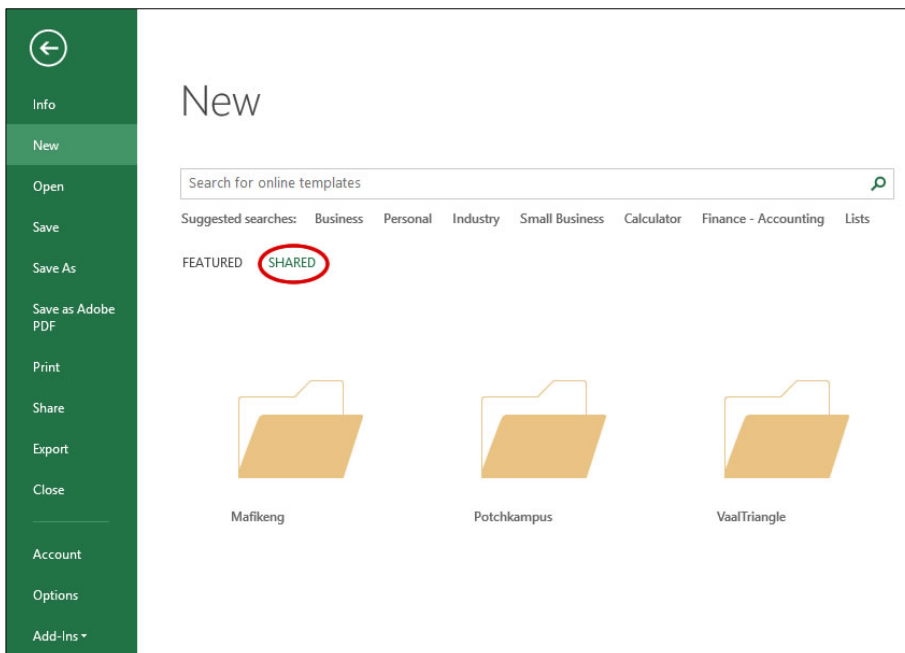 Info
New
Open
Save
Save As
Save as Adobe
PDF
Print
Share
Export
Close
Account
Options
Add-Ins
New
Search for online templates
Suggested searches: Business Personal Industry Small Business Calculator Finance - Accounting Lists
FEATURED SHARED
Mafikeng Potchkampus VaalTriangle